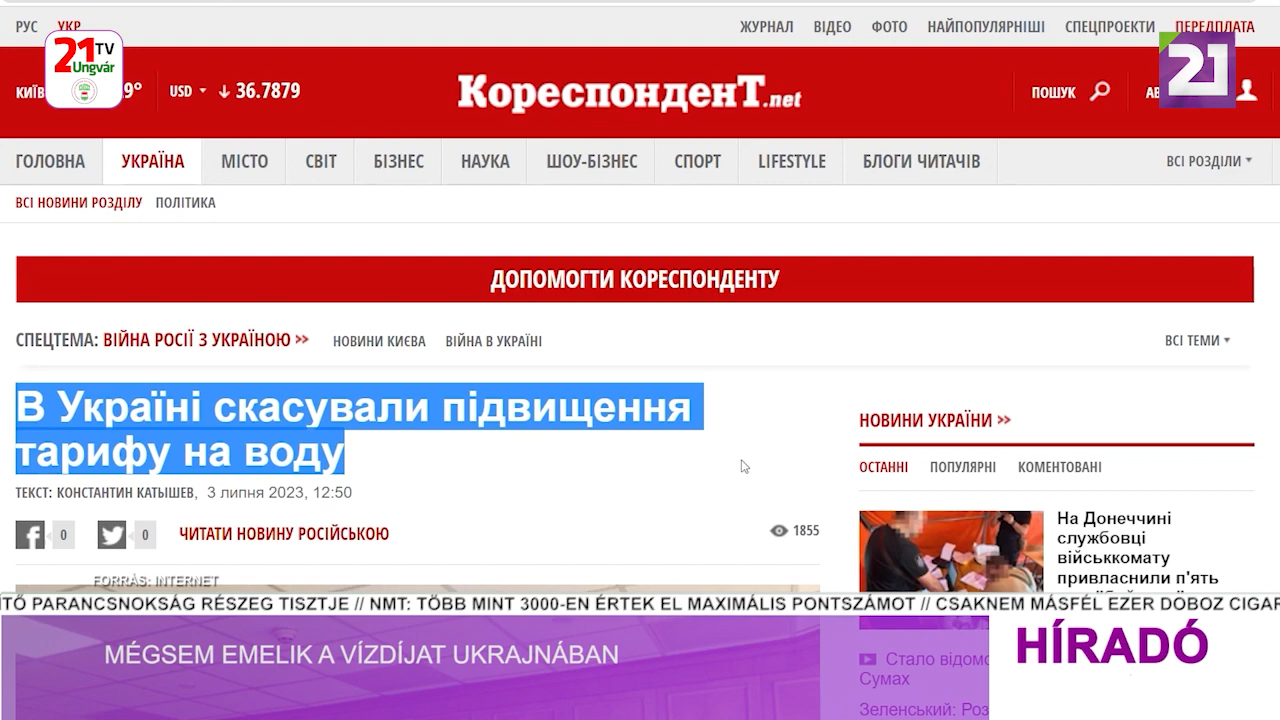 РУС УКР
ЖУРНАЛ ВІДЕО ФОТО НАЙПОПУЛЯРНІШІ СПЕЦПРОЕКТИ ПЕРЕДПЛАТА
21 TV
Ungvár
21
КИЇВ 9° USD 36.7879
КореспонденТ.net
ПОШУК
ГОЛОВНА УКРАЇНА МІСТО СВІТ БІЗНЕС НАУКА ШОУ-БІЗНЕС СПОРТ LIFESTYLE БЛОГИ ЧИТАЧІВ ВСІ РОЗДІЛИ
ВСІ НОВИНИ РОЗДІЛУ ПОЛІТИКА
ДОПОМОГТИ КОРЕСПОНДЕНТУ
СПЕЦТЕМА: ВІЙНА РОСІЇ З УКРАЇНОЮ >> НОВИНИ КИЄВА ВІЙНА В УКРАЇНІ ВСІ ТЕМИ
В Україні скасували підвищення
тарифу на воду
ТЕКСТ: КОНСТАНТИН КАТЫШЕВ, 3 липня 2023, 12:50
0 0 ЧИТАТИ НОВИНУ РОСІЙСЬКОЮ 1855
НОВИНИ УКРАЇНИ >>
ОСТАННІ ПОПУЛЯРНІ КОМЕНТОВАНІ
На Донеччині
службовці
військкомату
привласнили п'ять
FORRÁS: INTERNET
ÍTŐ PARANCSNOKSÁG RÉSZEG TISZTJE // NMT: TÖBB MINT 3000-EN ÉRTEK EL MAXIMÁLIS PONTSZÁMOT // CSAKNEM MÁSFÉL EZER DOBOZ CIGAR
MÉGSEM EMELIK A VÍZDÍJAT UKRAJNÁBAN
HÍRADÓ
Стало відомо
Сумах
Зеленський: Роз